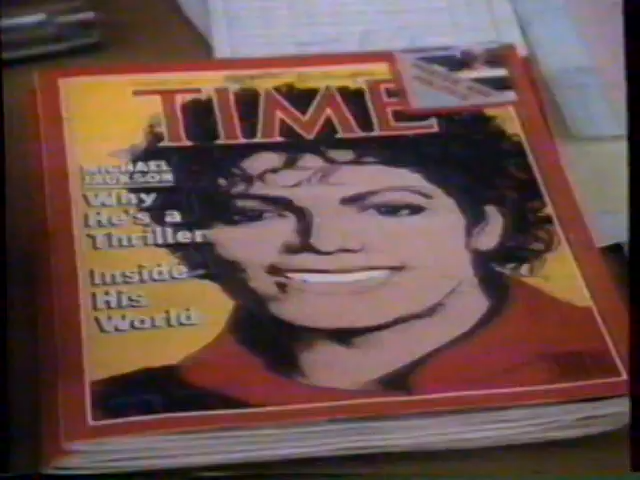 TIME
MICHAEL
JACKSON
Why
He's a
Thriller
Inside
His
World